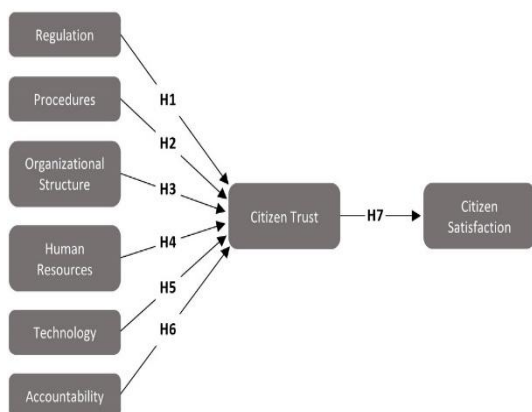 Regulation
H1
Procedures
H2
Organizational
Structure
H3
Human
Resources
H4
Technology
H5
Accountability
H6
Citizen Trust
H7
Citizen
Satisfaction